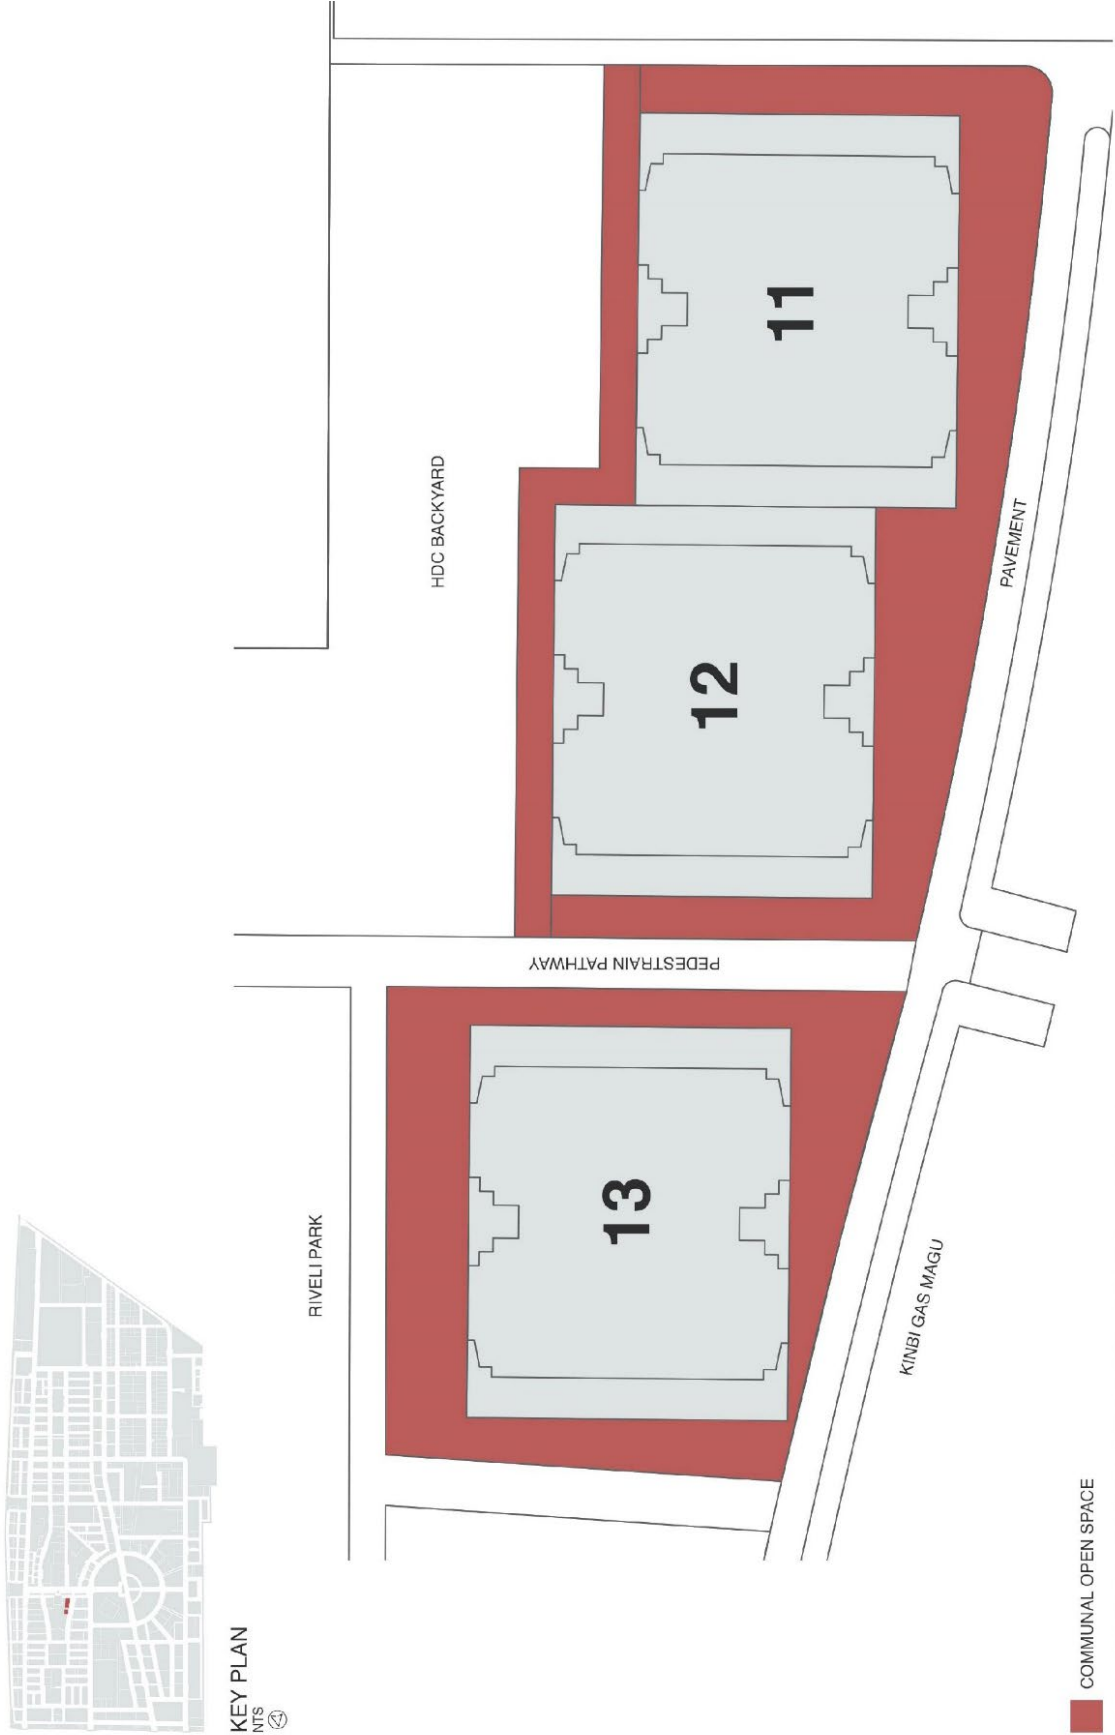 HDC BACKYARD
11
12
PAVEMENT
PEDESTRAIN PATHWAY
RIVELI PARK
13
KINBI GAS MAGU
KEY PLAN
NTS
COMMUNAL OPEN SPACE